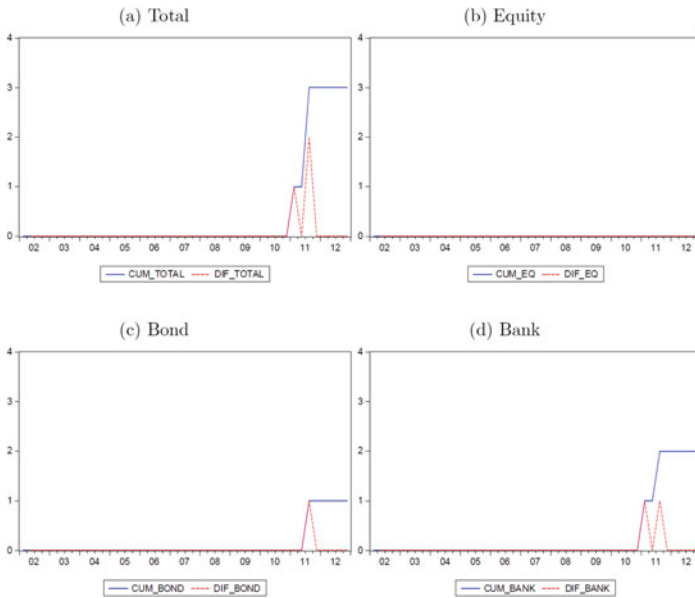 (a) Total
(b) Equity
4
3
2
1
0
02 03 04 05 06 07 08 09 10 11 12
CUM_TOTAL DIF_TOTAL
4
3
2
1
0
02 03 04 05 06 07 08 09 10 11 12
CUM_EQ DIF_EQ
(c) Bond
(d) Bank
4
3
2
1
0
02 03 04 05 06 07 08 09 10 11 12
CUM_BOND DIF_BOND
4
3
2
1
0
02 03 04 05 06 07 08 09 10 11 12
CUM_BANK DIF_BANK